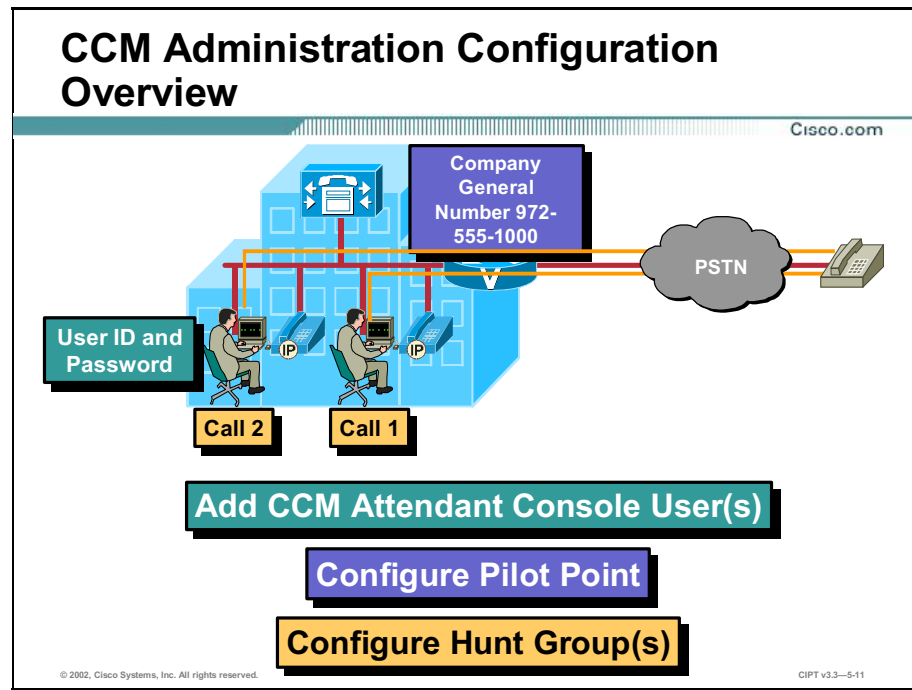 CCM Administration Configuration
Overview
Cisco.com
Company
General
Number 972-
555-1000
V
PSTN
User ID and
Password
IP
IP
Call 2
Call 1
Add CCM Attendant Console User(s)
Configure Pilot Point
Configure Hunt Group(s)
© 2002, Cisco Systems, Inc. All rights reserved.
CIPT v3.3—5-11